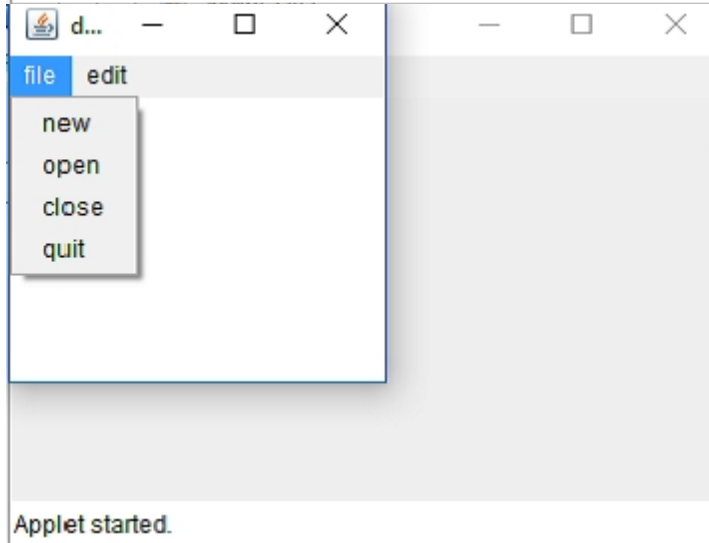 d...
file edit
new
open
close
quit
Applet started.